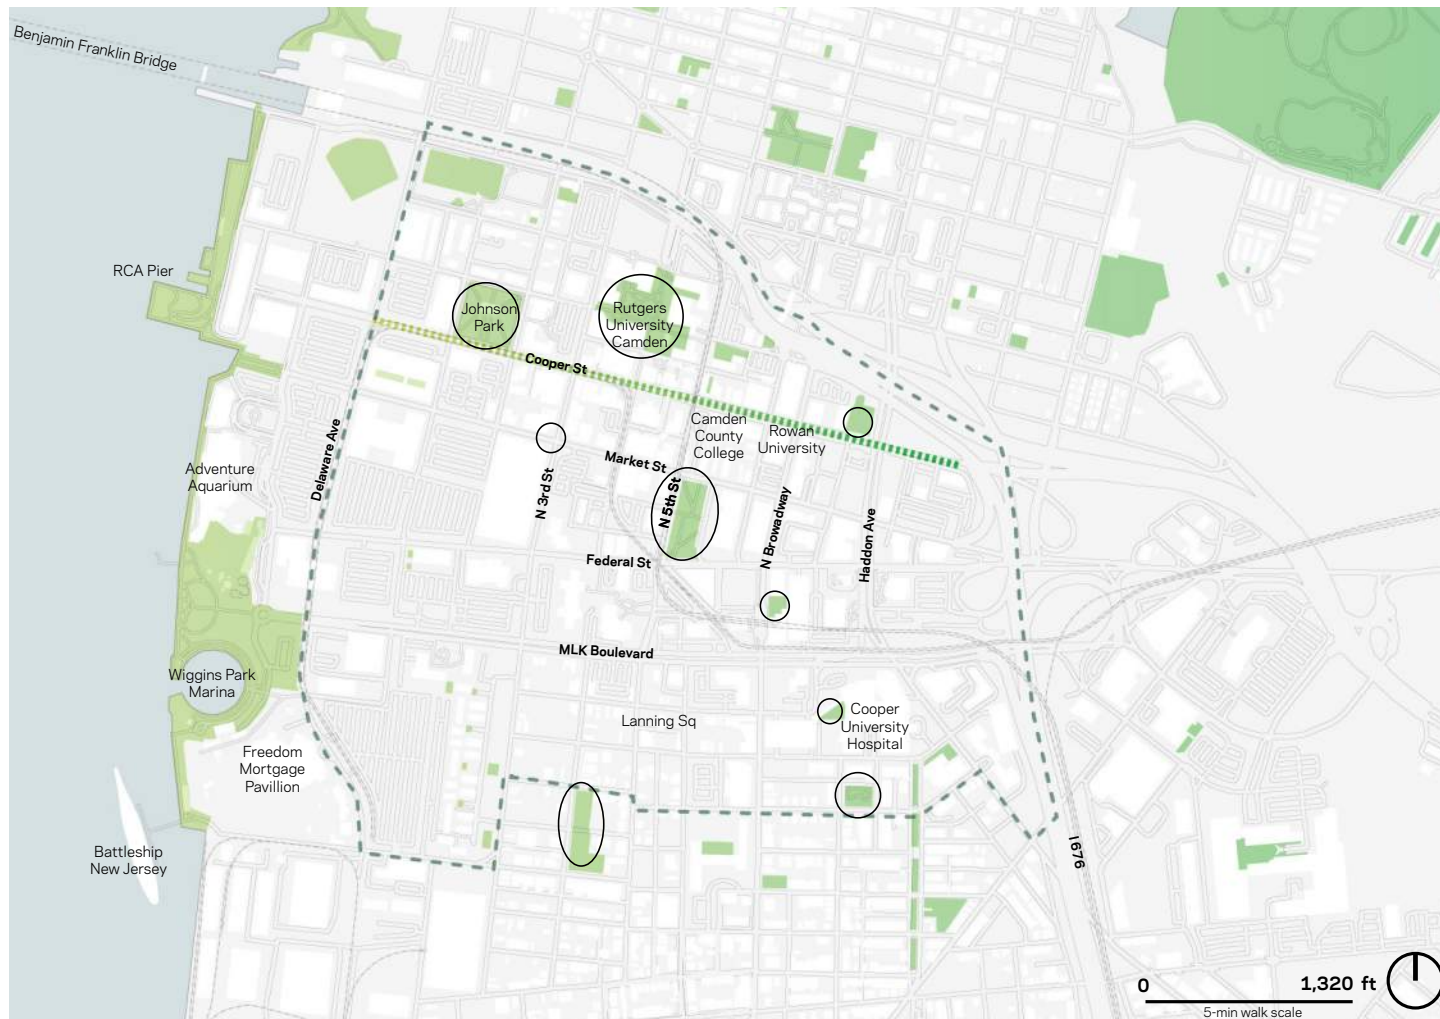 Benjamin Franklin Bridge
RCA Pier
Johnson
Park
Rutgers
University
Camden
Cooper St
Camden
County
College
Rowan
University
Delaware Ave
Adventure
Aquarium
N 3rd St
Market St
N 5th St
N Browadway
Haddon Ave
Federal St
MLK Boulevard
Wiggins Park
Marina
Lanning Sq
Cooper
University
Hospital
Freedom
Mortgage
Pavillion
Battleship
New Jersey
I 676
0 1,320 ft
5-min walk scale